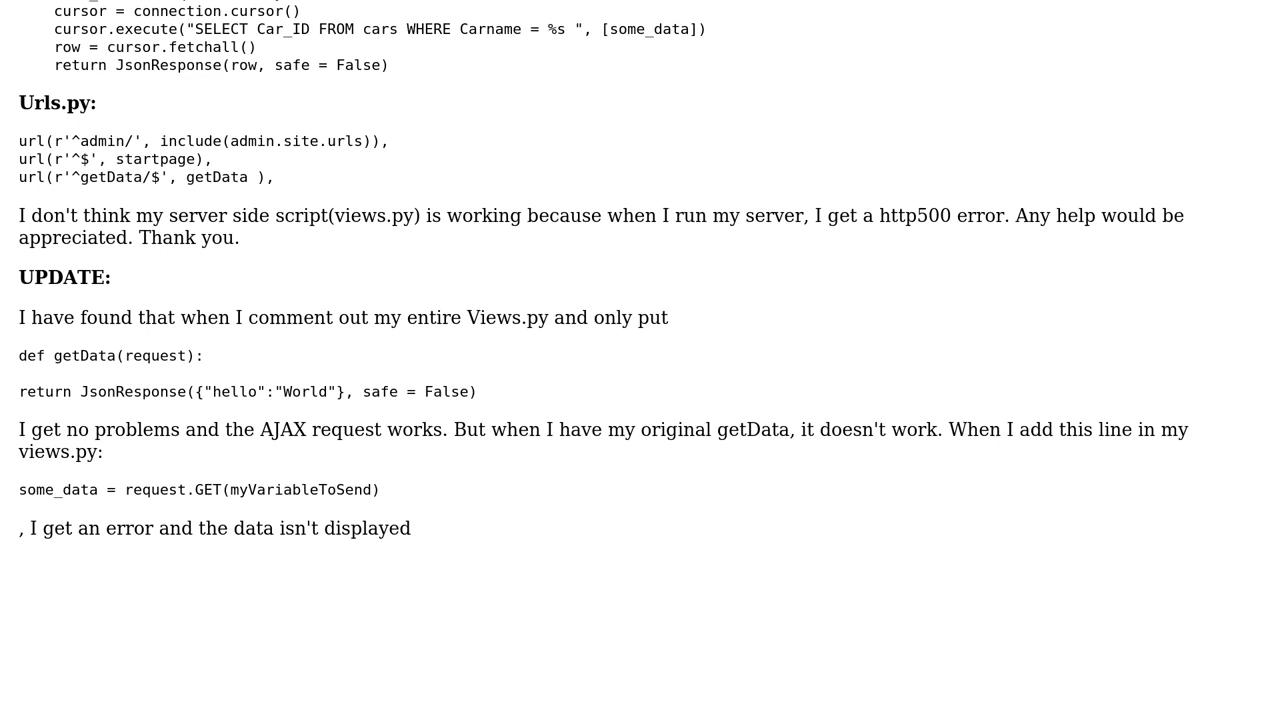 cursor = connection.cursor()
cursor.execute("SELECT Car_ID FROM cars WHERE Carname = %s ", [some_data])
row = cursor.fetchall()
return JsonResponse(row, safe = False)
Urls.py:
url(r'^admin/', include(admin.site.urls)),
url(r'^$', startpage),
url(r'^getData/$', getData ),
I don't think my server side script(views.py) is working because when I run my server, I get a http500 error. Any help would be
appreciated. Thank you.
UPDATE:
I have found that when I comment out my entire Views.py and only put
def getData(request):
return JsonResponse({"hello":"World"}, safe = False)
I get no problems and the AJAX request works. But when I have my original getData, it doesn't work. When I add this line in my
views.py:
some_data = request.GET(myVariableToSend)
, I get an error and the data isn't displayed